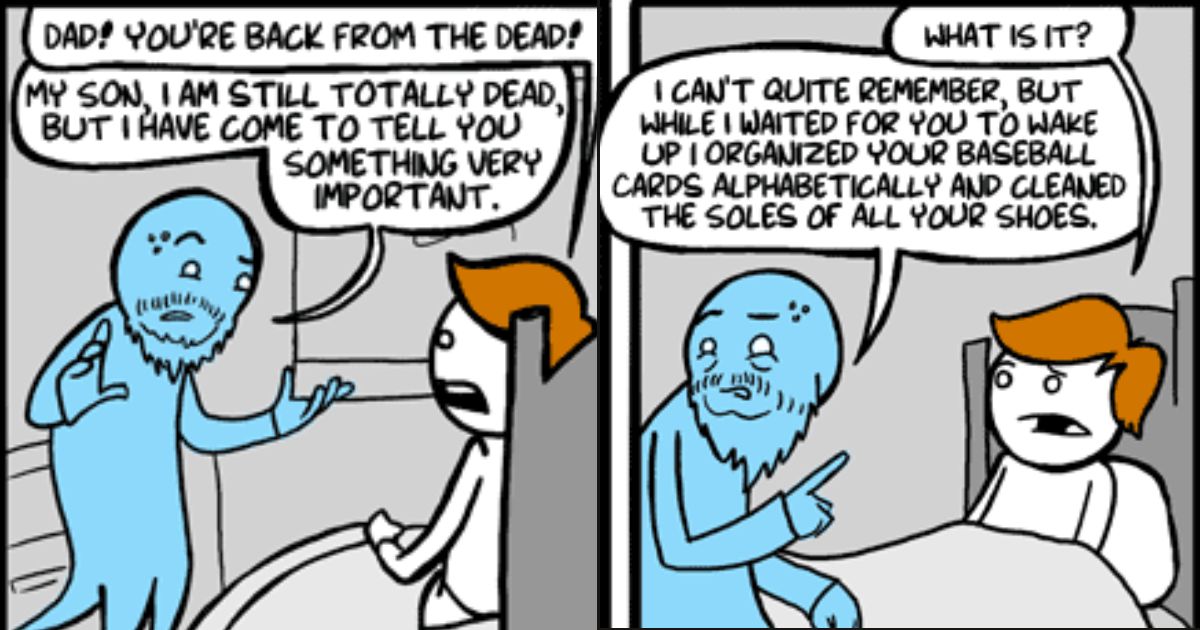 DAD! YOU'RE BACK FROM THE DEAD!
MY SON, I AM STILL TOTALLY DEAD,
BUT I HAVE COME TO TELL YOU
SOMETHING VERY
IMPORTANT.
WHAT IS IT?
I CAN'T QUITE REMEMBER, BUT
WHILE I WAITED FOR YOU TO WAKE
UP I ORGANIZED YOUR BASEBALL
CARDS ALPHABETICALLY AND CLEANED
THE SOLES OF ALL YOUR SHOES.